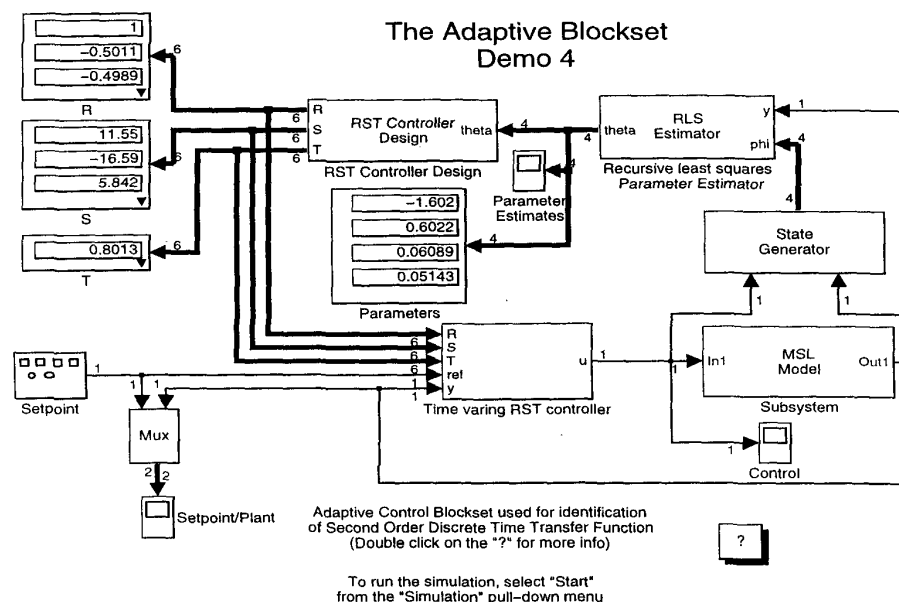 The Adaptive Blockset
Demo 4
1
-0.5011
-0.4989
R
6
11.55
-16.59
5.842
S
6
0.8013
T
6
R
S
T
6
6
6
RST Controller
Design
theta
RST Controller Design
4
4
theta
RLS
Estimator
y
phi
1
4
Recursive least squares
Parameter Estimator
4
Parameter
Estimates
4
-1.602
0.6022
0.06089
0.05143
Parameters
4
State
Generator
1
1
R
S
T
ref
y
6
6
6
1
1
u
1
Time varing RST controller
1
In1
MSL
Model
Out1
Subsystem
1
Control
Setpoint
1
1
1
Mux
2
2
Setpoint/Plant
Adaptive Control Blockset used for identification
of Second Order Discrete Time Transfer Function
(Double click on the "?" for more info)
?
To run the simulation, select "Start"
from the "Simulation" pull-down menu